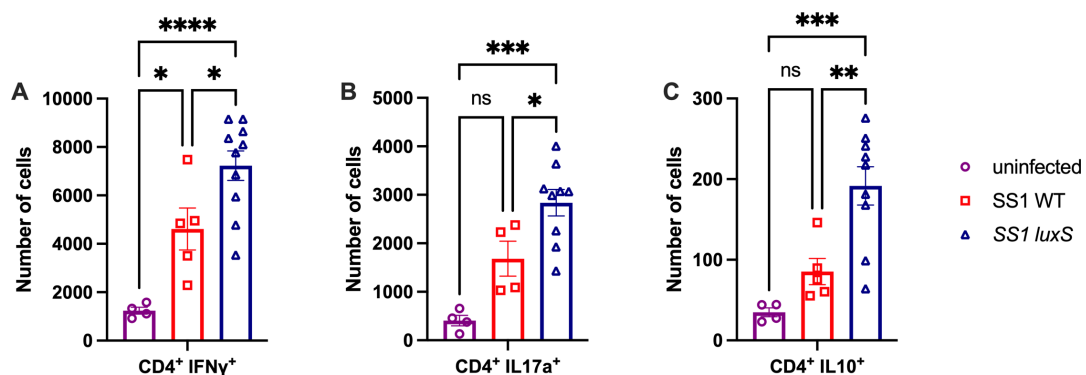 A
****
*
*
Number of cells
10000
8000
6000
4000
2000
0
CD4⁺ IFNγ⁺
B
***
ns
*
Number of cells
5000
4000
3000
2000
1000
0
CD4⁺ IL17a⁺
C
***
ns
**
Number of cells
300
200
100
0
CD4⁺ IL10⁺
uninfected
SS1 WT
SS1 luxS